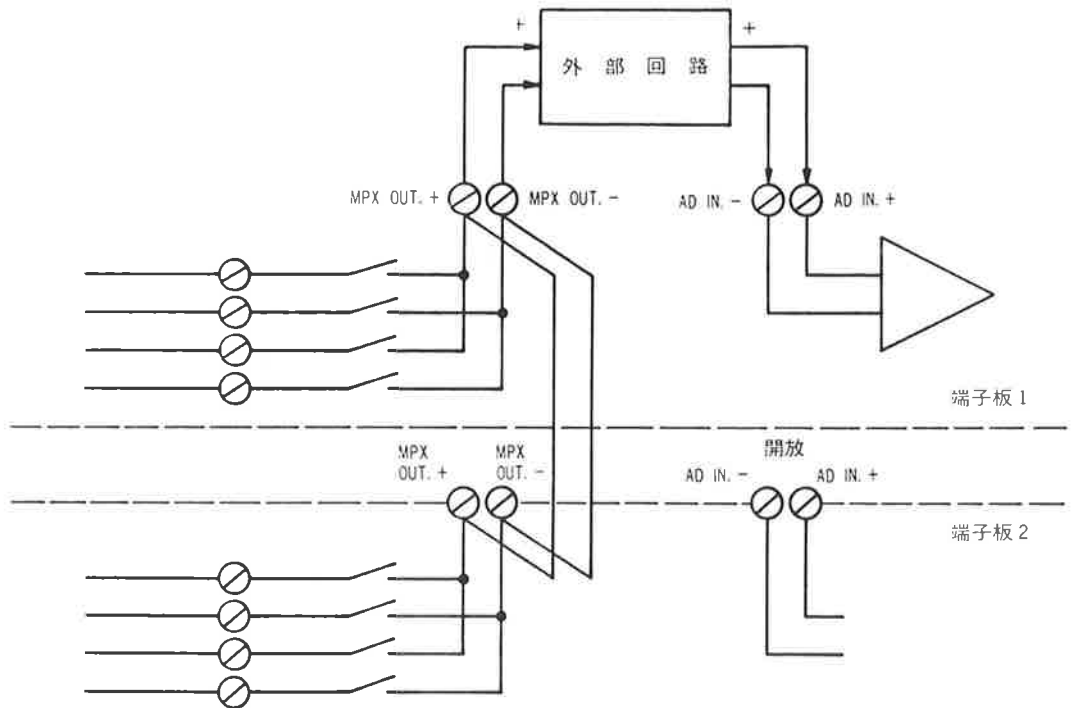 +
+
外部回路
MPX OUT. +
MPX OUT. -
AD IN. -
AD IN. +
端子板 1
MPX
OUT. +
MPX
OUT. -
開放
AD IN. -
AD IN. +
端子板 2